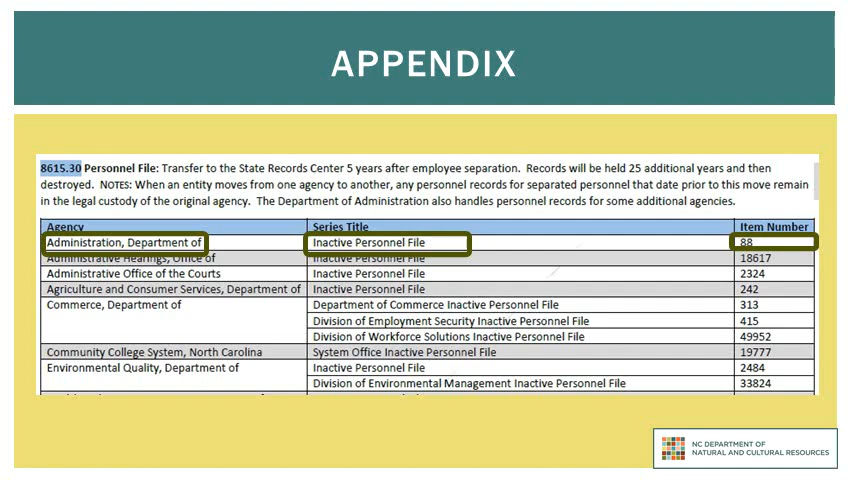 APPENDIX
8615.30 Personnel File: Transfer to the State Records Center 5 years after employee separation. Records will be held 25 additional years and then
destroyed. NOTES: When an entity moves from one agency to another, any personnel records for separated personnel that date prior to this move remain
in the legal custody of the original agency. The Department of Administration also handles personnel records for some additional agencies.
Agency Series Title Item Number
Administration, Department of Inactive Personnel File 88
Administrative Hearings, Office of Inactive Personnel File 18617
Administrative Office of the Courts Inactive Personnel File 2324
Agriculture and Consumer Services, Department of Inactive Personnel File 242
Commerce, Department of Department of Commerce Inactive Personnel File 313
Division of Employment Security Inactive Personnel File 415
Division of Workforce Solutions Inactive Personnel File 49952
Community College System, North Carolina System Office Inactive Personnel File 19777
Environmental Quality, Department of Inactive Personnel File 2484
Division of Environmental Management Inactive Personnel File 33824
NC DEPARTMENT OF
NATURAL AND CULTURAL RESOURCES